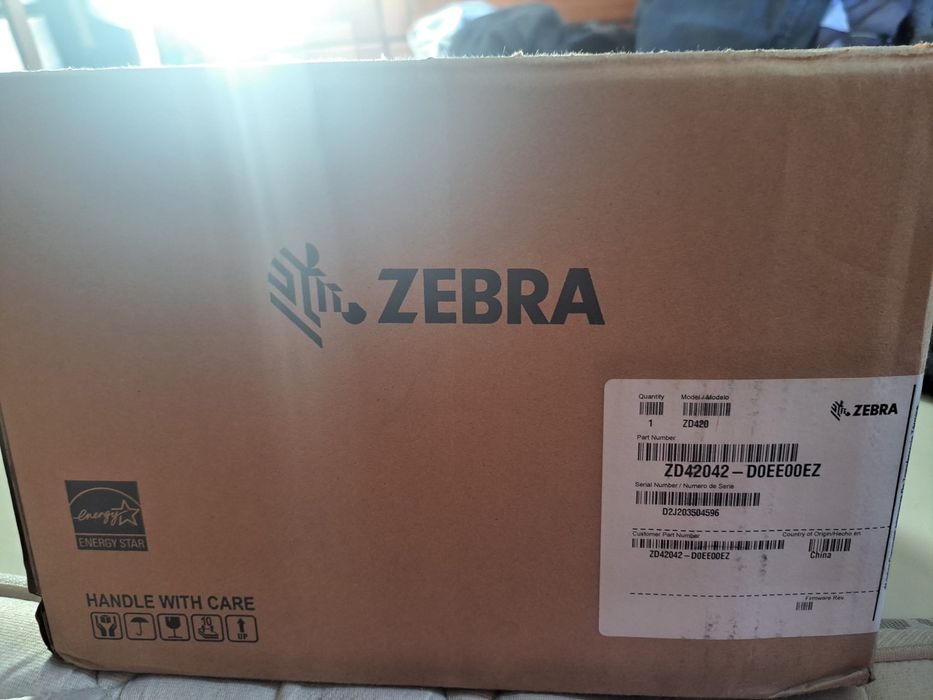 ZEBRA
Quantity Model / Modelo
ZEBRA
1 ZD420
Part Number
ZD42042-D0EE00EZ
Serial Number / Numero de Serie
D2J203504596
Customer Part Number Country of Origin/Hecho en
ZD42042-D0EE00EZ China
Firmware Rev.
energy
ENERGY STAR
HANDLE WITH CARE
10
UP